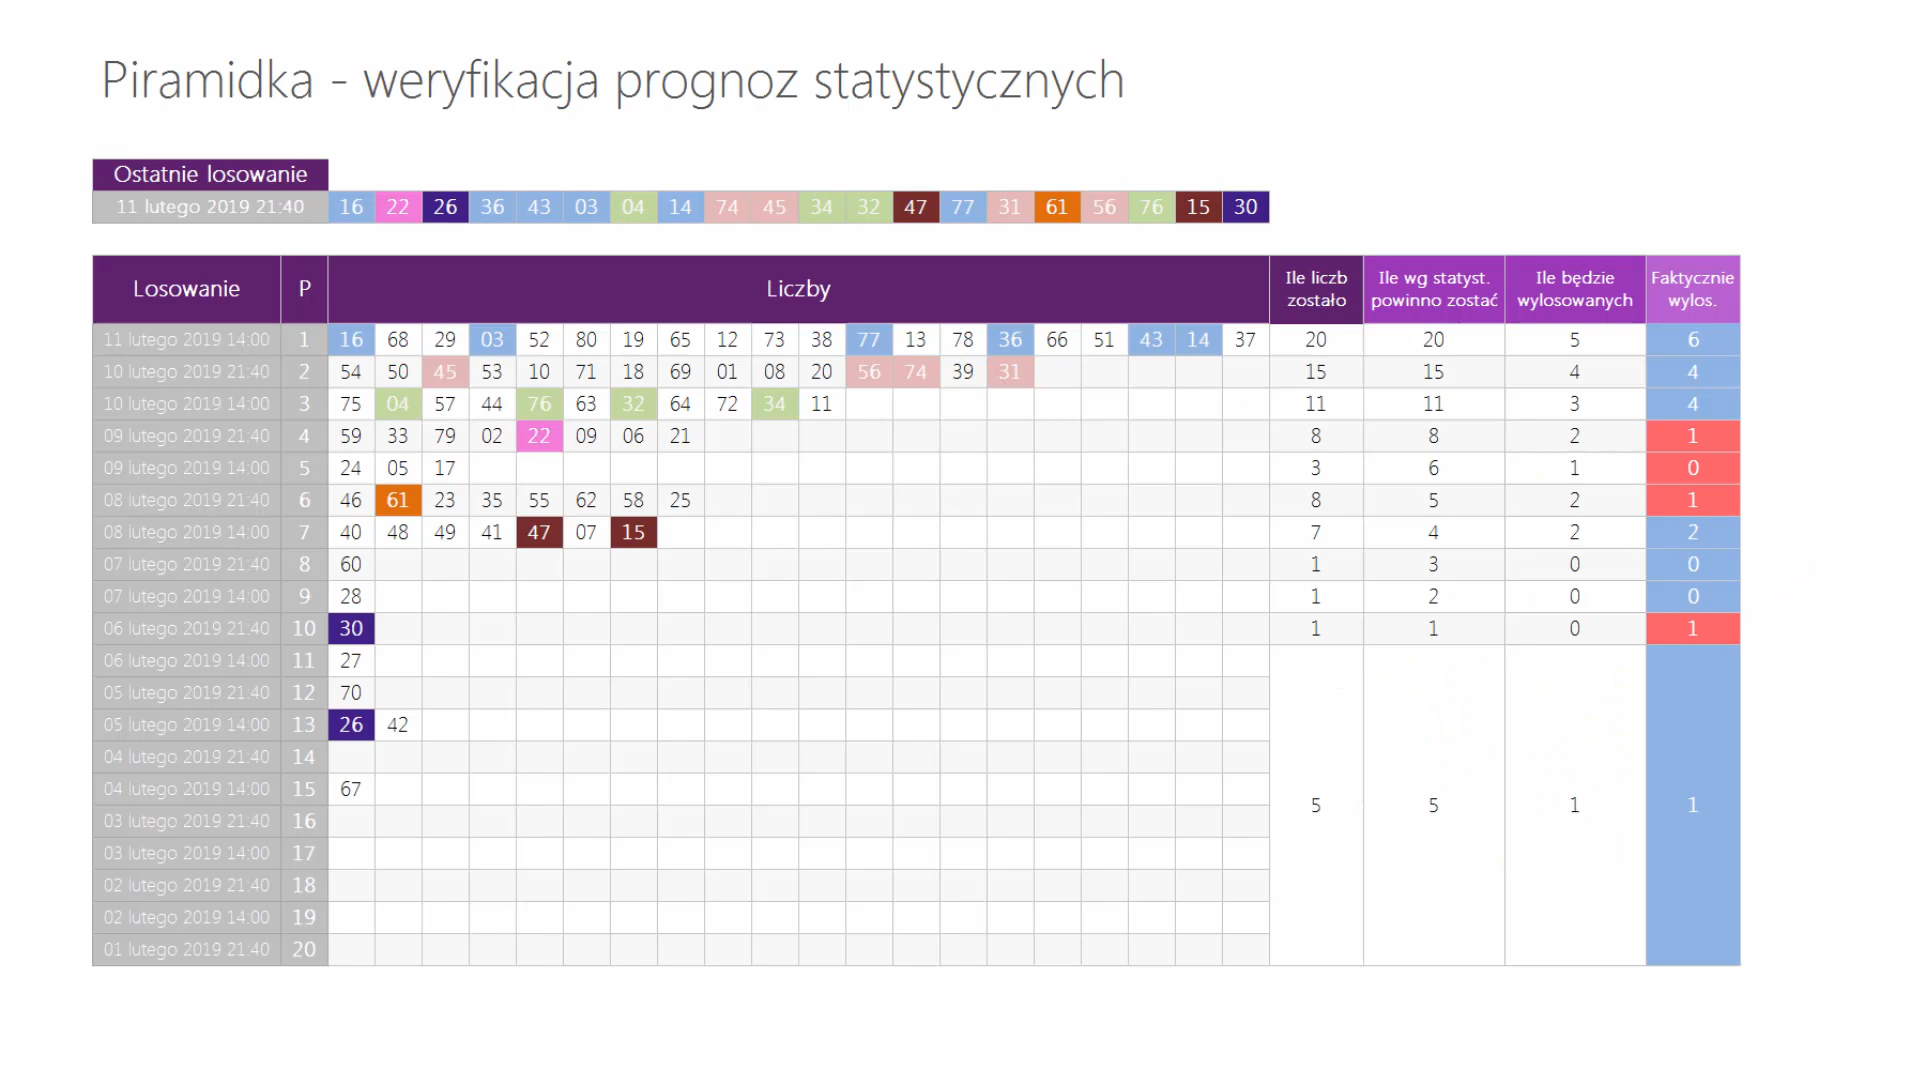 Piramidka - weryfikacja prognoz statystycznych
Ostatnie losowanie
11 lutego 2019 21:40 16 22 26 36 43 03 04 14 74 45 34 32 47 77 31 61 56 76 15 30
Losowanie P Liczby Ile liczb zostało Ile wg statyst. powinno zostać Ile będzie wylosowanych Faktycznie wylos.
11 lutego 2019 14:00 1 16 68 29 03 52 80 19 65 12 73 38 77 13 78 36 66 51 43 14 37 20 20 5 6
10 lutego 2019 21:40 2 54 50 45 53 10 71 18 69 01 08 20 56 74 39 31 15 15 4 4
10 lutego 2019 14:00 3 75 04 57 44 76 63 32 64 72 34 11 11 11 3 4
09 lutego 2019 21:40 4 59 33 79 02 22 09 06 21 8 8 2 1
09 lutego 2019 14:00 5 24 05 17 3 6 1 0
08 lutego 2019 21:40 6 46 61 23 35 55 62 58 25 8 5 2 1
08 lutego 2019 14:00 7 40 48 49 41 47 07 15 7 4 2 2
07 lutego 2019 21:40 8 60 1 3 0 0
07 lutego 2019 14:00 9 28 1 2 0 0
06 lutego 2019 21:40 10 30 1 1 0 1
06 lutego 2019 14:00 11 27
05 lutego 2019 21:40 12 70
05 lutego 2019 14:00 13 26 42
04 lutego 2019 21:40 14
04 lutego 2019 14:00 15 67
5 5 1 1
03 lutego 2019 21:40 16
03 lutego 2019 14:00 17
02 lutego 2019 21:40 18
02 lutego 2019 14:00 19
01 lutego 2019 21:40 20